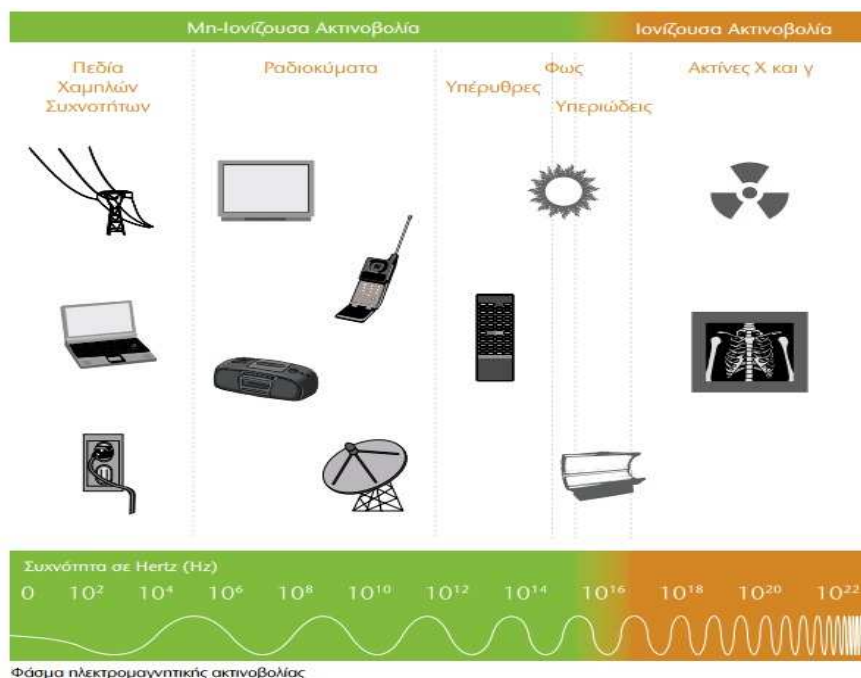 Μη-Ιονίζουσα Ακτινοβολία
Ιονίζουσα Ακτινοβολία
Πεδία
Χαμηλών
Συχνοτήτων
Ραδιοκύματα
Φως
Υπέρυθρες
Υπεριώδεις
Ακτίνες Χ και γ
Συχνότητα σε Hertz (Hz)
0 10² 10⁴ 10⁶ 10⁸ 10¹⁰ 10¹² 10¹⁴ 10¹⁶ 10¹⁸ 10²⁰ 10²²
Φάσμα ηλεκτρομαγνητικής ακτινοβολίας